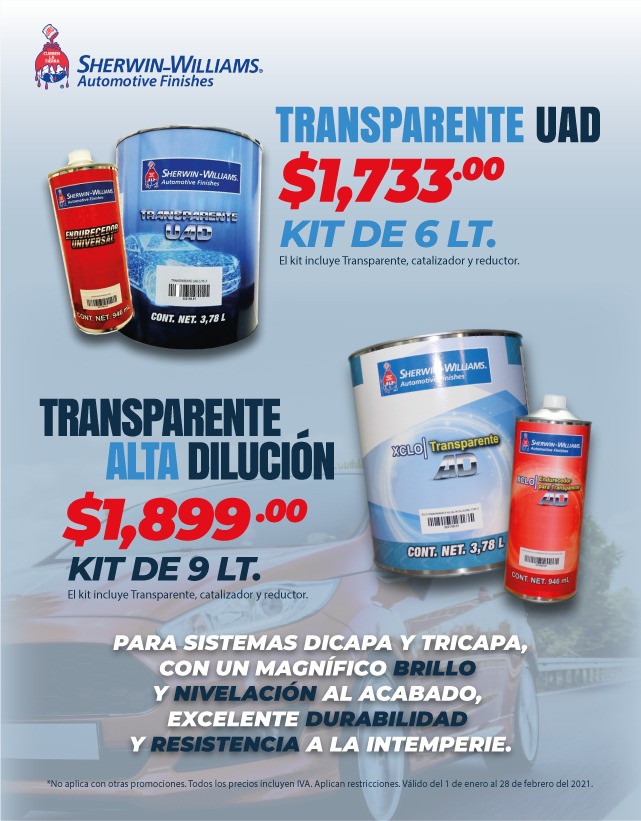 CUBREN LA TIERRA
SHERWIN-WILLIAMS®
Automotive Finishes
TRANSPARENTE UAD
$1,733.00
KIT DE 6 LT.
El kit incluye Transparente, catalizador y reductor.
SHERWIN-WILLIAMS
Automotive Finishes
TRANSPARENTE
UAD
CONT. NET. 3,78 L
SHERWIN-WILLIAMS
Automotive Finishes
ENDURECEDOR
UNIVERSAL
CONT. NET. 946 mL
TRANSPARENTE
ALTA DILUCIÓN
$1,899.00
KIT DE 9 LT.
El kit incluye Transparente, catalizador y reductor.
SHERWIN-WILLIAMS.
Automotive Finishes
XCLO Transparente
AD
CONT. NET. 3,78 L
SHERWIN-WILLIAMS
Automotive Finishes
XCLO Endurecedor
para Transparente
AD
CONT. NET. 946 mL
PARA SISTEMAS DICAPA Y TRICAPA,
CON UN MAGNÍFICO BRILLO
Y NIVELACIÓN AL ACABADO,
EXCELENTE DURABILIDAD
Y RESISTENCIA A LA INTEMPERIE.
*No aplica con otras promociones. Todos los precios incluyen IVA. Aplican restricciones. Válido del 1 de enero al 28 de febrero del 2021.